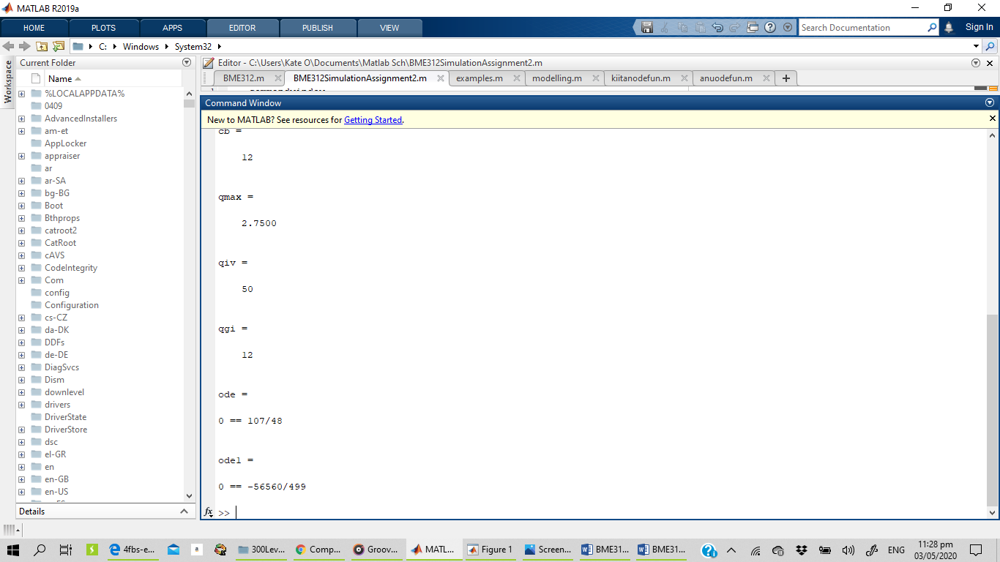 MATLAB R2019a
HOME PLOTS APPS EDITOR PUBLISH VIEW Search Documentation Sign In
C: Windows System32
Workspace
Current Folder
Name
%LOCALAPPDATA%
0409
AdvancedInstallers
am-et
AppLocker
appraiser
ar
ar-SA
bg-BG
Boot
Bthprops
catroot2
CatRoot
cAVS
CodeIntegrity
Com
config
Configuration
cs-CZ
da-DK
DDFs
de-DE
DiagSvcs
Dism
downlevel
drivers
DriverState
DriverStore
dsc
el-GR
en
en-GB
en-US
Details
Editor - C:\Users\Kate O\Documents\Matlab Sch\BME312SimulationAssignment2.m
BME312.m BME312SimulationAssignment2.m examples.m modelling.m kiitanodefun.m anuodefun.m
Command Window
New to MATLAB? See resources for Getting Started.
cb =
12
qmax =
2.7500
qiv =
50
qgi =
12
ode =
0 == 107/48
ode1 =
0 == -56560/499
fx >>
4fbs-e... 300Lev... Comp... Groov... MATL... Figure 1 Screen... BME31... BME31... ENG 11:28 pm
03/05/2020